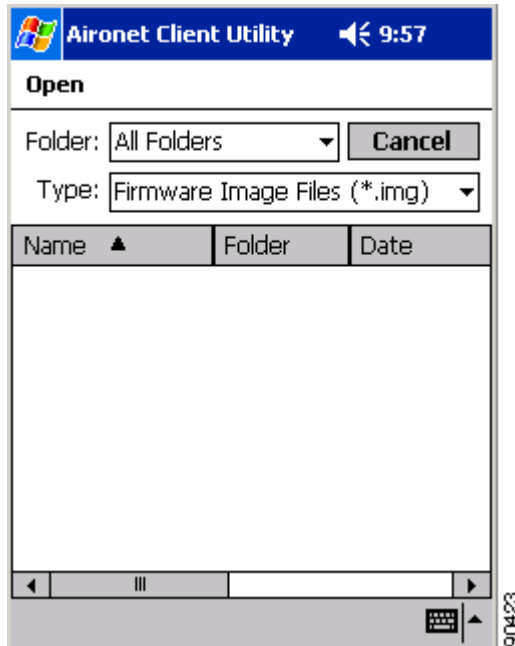 Aironet Client Utility 9:57
Open
Folder: All Folders Cancel
Type: Firmware Image Files (*.img)
Name Folder Date
90423